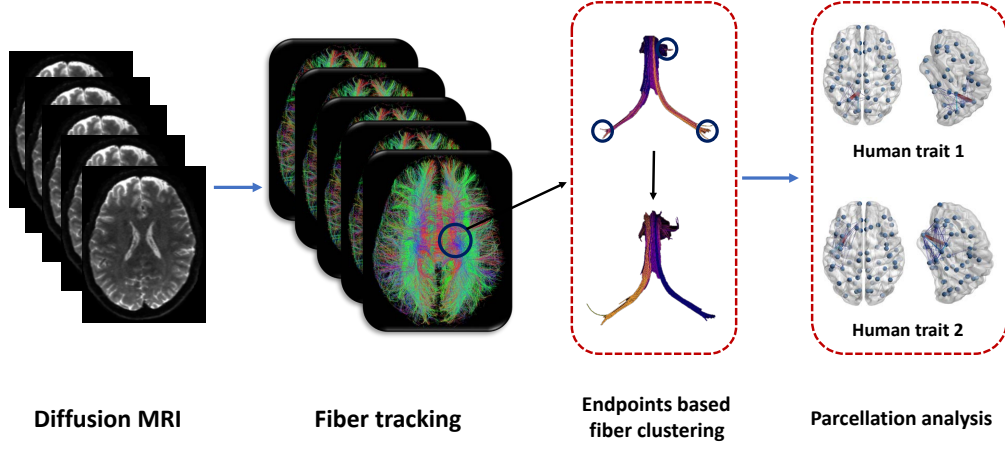 Human trait 1
Human trait 2
Diffusion MRI
Fiber tracking
Endpoints based
fiber clustering
Parcellation analysis